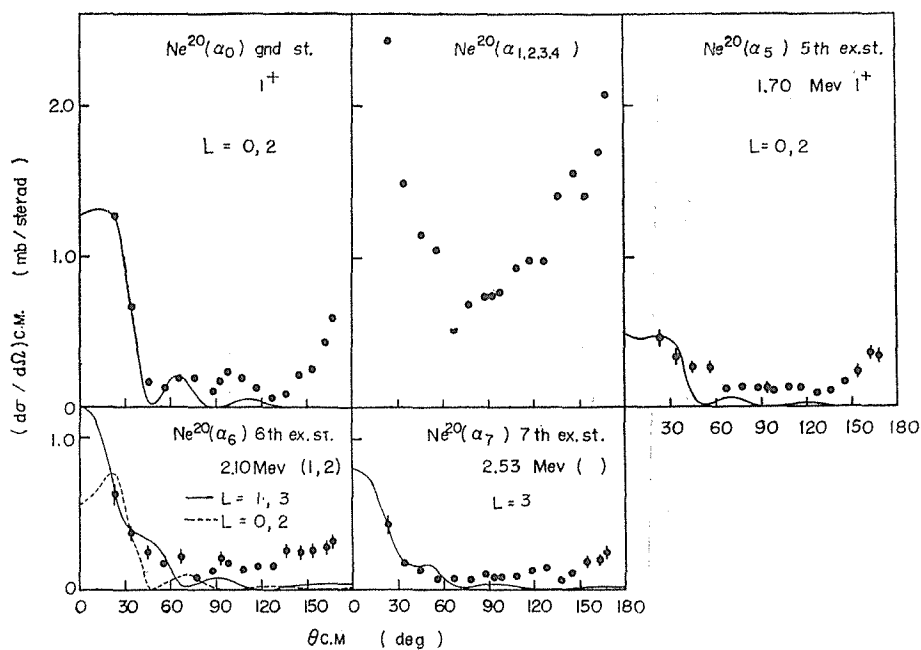 Ne²⁰(α₀) gnd st.
1⁺
L = 0, 2
Ne²⁰(α₁,₂,₃,₄)
Ne²⁰(α₅) 5th ex.st.
1.70 Mev 1⁺
L = 0, 2
2.0
1.0
0
(dσ / dΩ)C.M. (mb / sterad)
30 60 90 120 150 180
Ne²⁰(α₆) 6th ex.st.
2.10Mev (1,2)
L = 1, 3
L = 0, 2
Ne²⁰(α₇) 7th ex.st.
2.53 Mev ( )
L = 3
1.0
0
0 30 60 90 120 150 0 30 60 90 120 150 180
θC.M (deg)